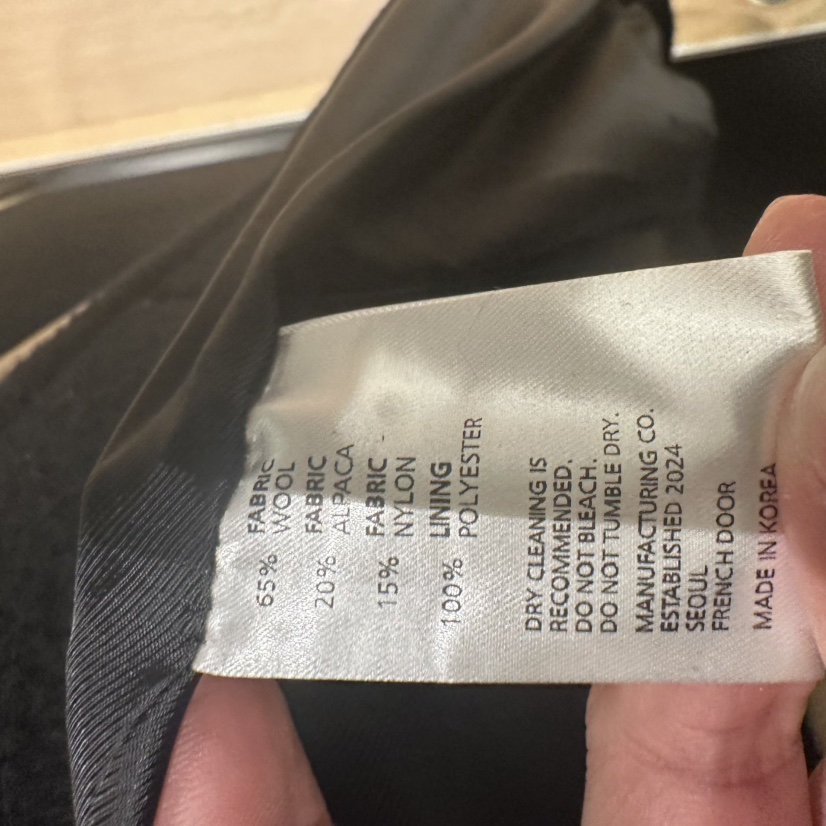 65% FABRIC
WOOL
20% FABRIC
ALPACA
15% FABRIC
NYLON
100% LINING
POLYESTER
DRY CLEANING IS
RECOMMENDED.
DO NOT BLEACH.
DO NOT TUMBLE DRY.
MANUFACTURING CO.
ESTABLISHED 2024
SEOUL
FRENCH DOOR
MADE IN KOREA